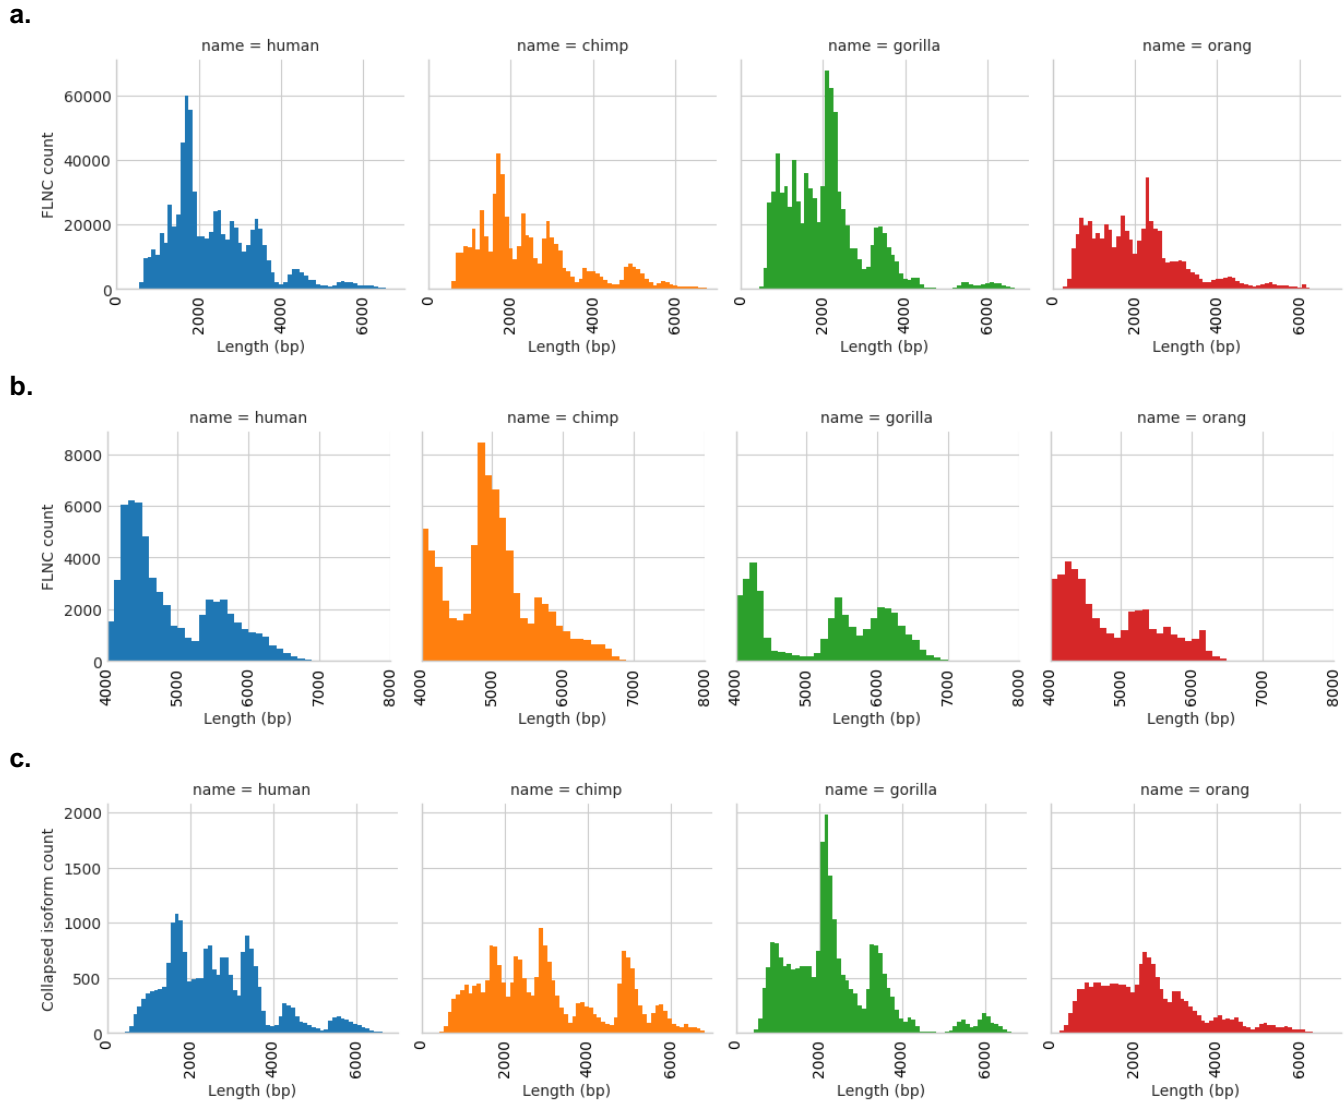 a.
name = human
name = chimp
name = gorilla
name = orang
FLNC count
60000
40000
20000
0
0
2000
4000
6000
0
2000
4000
6000
0
2000
4000
6000
0
2000
4000
6000
Length (bp)
Length (bp)
Length (bp)
Length (bp)
b.
name = human
name = chimp
name = gorilla
name = orang
FLNC count
8000
6000
4000
2000
0
4000
5000
6000
7000
8000
4000
5000
6000
7000
8000
4000
5000
6000
7000
8000
4000
5000
6000
7000
8000
Length (bp)
Length (bp)
Length (bp)
Length (bp)
c.
name = human
name = chimp
name = gorilla
name = orang
Collapsed isoform count
2000
1500
1000
500
0
0
2000
4000
6000
0
2000
4000
6000
0
2000
4000
6000
0
2000
4000
6000
Length (bp)
Length (bp)
Length (bp)
Length (bp)